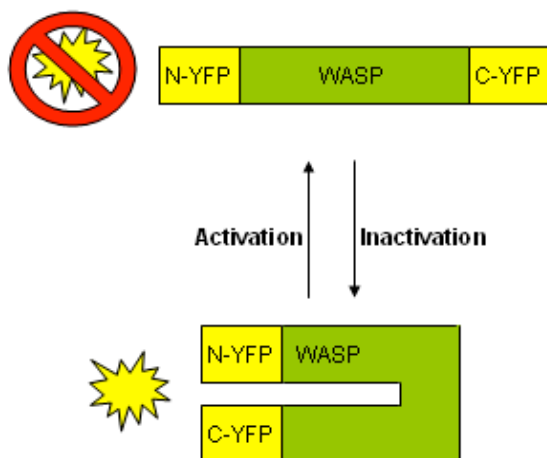 N-YFP WASP C-YFP
Activation Inactivation
N-YFP WASP
C-YFP